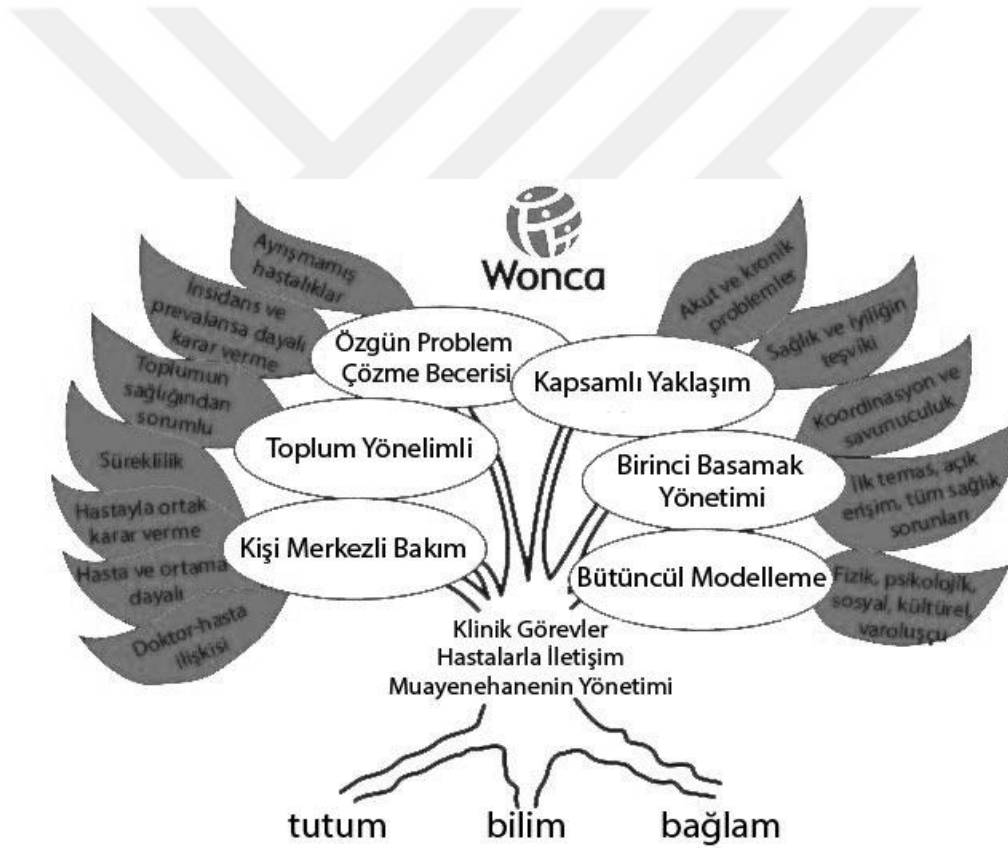 Wonca
Ayrışmamış
hastalıklar
İnsidans ve
prevalansa dayalı
karar verme
Toplumun
sağlığından
sorumlu
Süreklilik
Hastayla ortak
karar verme
Hasta ve ortama
dayalı
Doktor-hasta
ilişkisi
Özgün Problem
Çözme Becerisi
Toplum Yönelimli
Kişi Merkezli Bakım
Kapsamlı Yaklaşım
Birinci Basamak
Yönetimi
Bütüncül Modelleme
Akut ve kronik
problemler
Sağlık ve iyiliğin
teşviki
Koordinasyon ve
savunuculuk
İlk temas, açık
erişim, tüm sağlık
sorunları
Fizik, psikolojik,
sosyal, kültürel,
varoluşçu
Klinik Görevler
Hastalarla İletişim
Muayenehanenin Yönetimi
tutum
bilim
bağlam